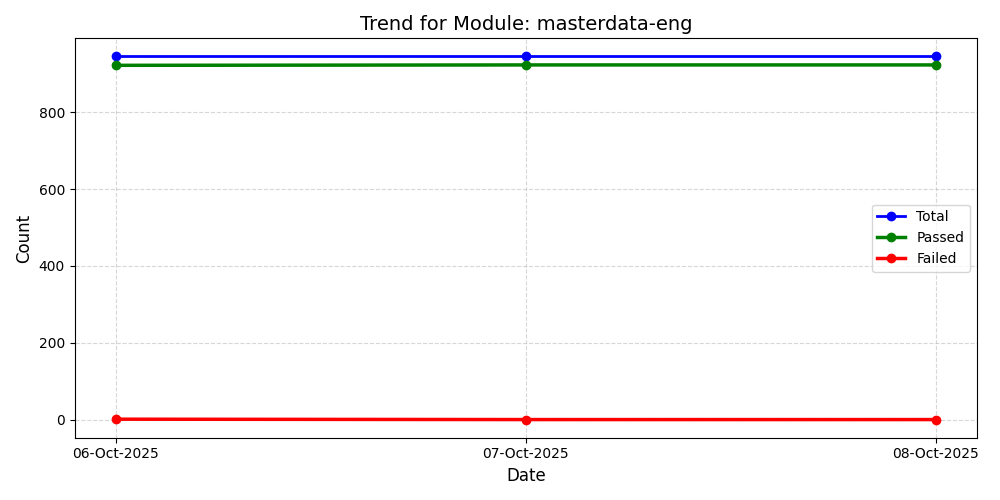 Trend for Module: masterdata-eng
Count
800
600
400
200
0
Total
Passed
Failed
06-Oct-2025
07-Oct-2025
08-Oct-2025
Date